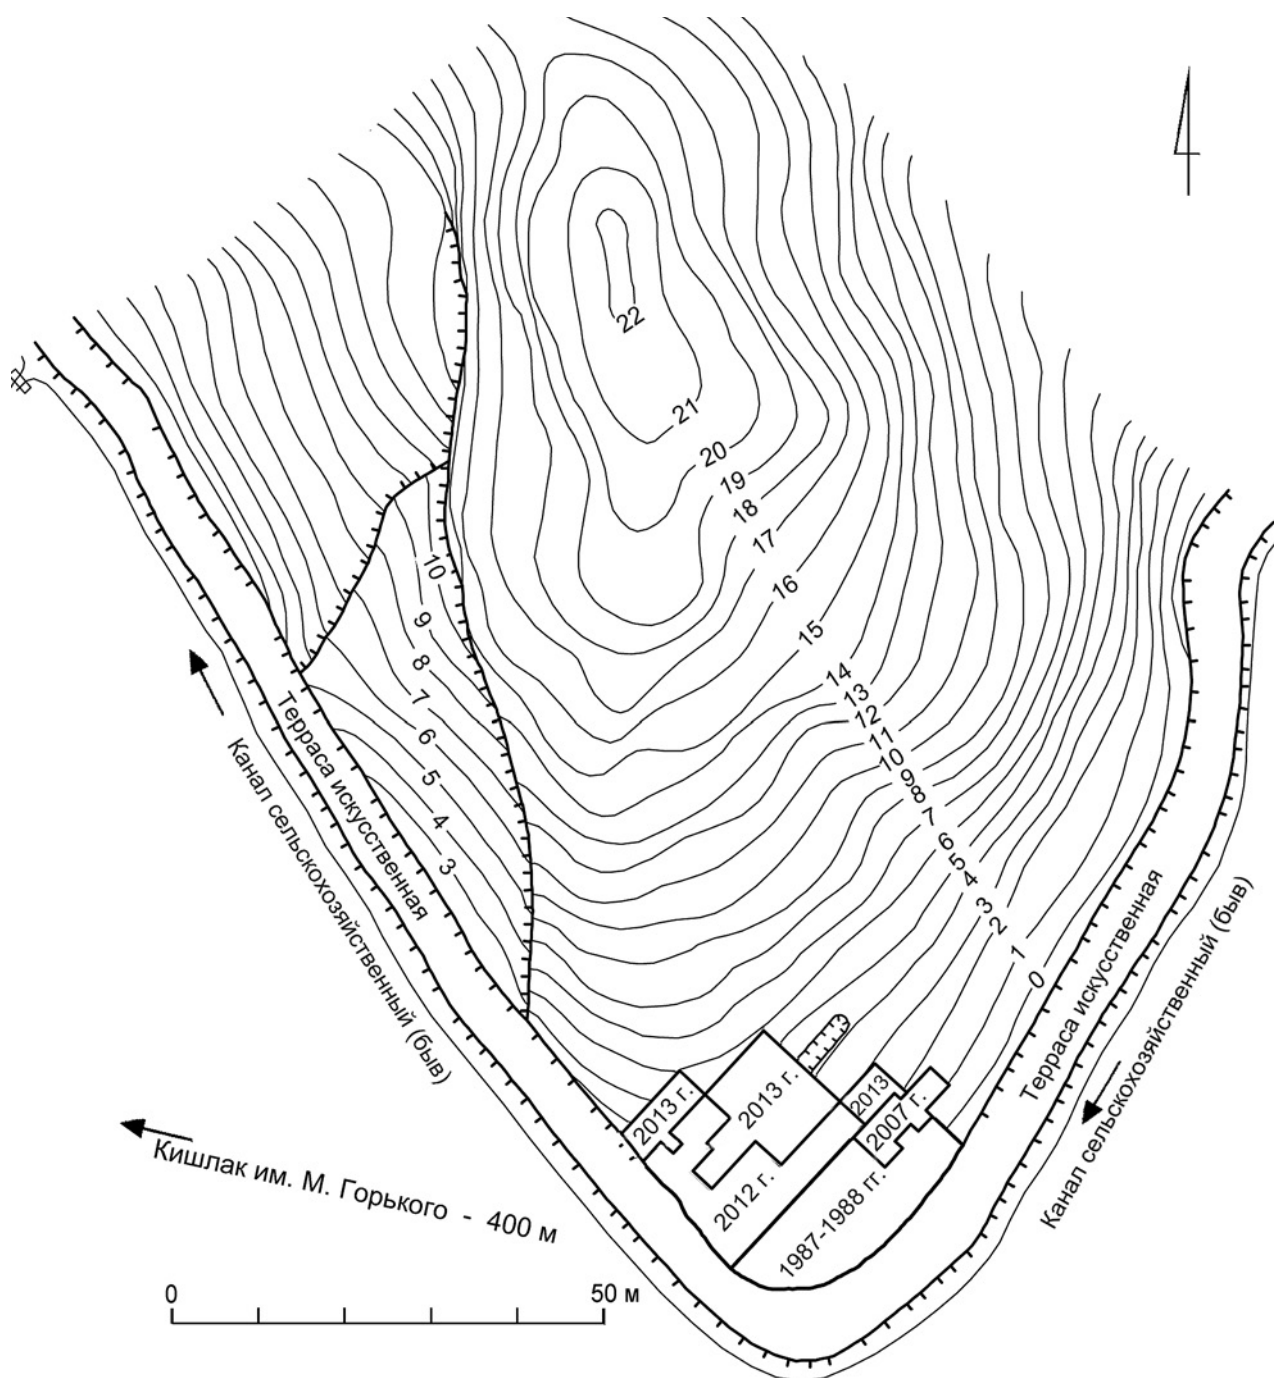 22
21
20
19
18
17
16
15
14
13
12
11
10
9
8
7
6
5
4
3
2
1
0
10
9
8
7
6
5
4
3
Терраса искусственная
Канал сельскохозяйственный (быв)
Терраса искусственная
Канал сельскохозяйственный (быв)
2013 г.
2013 г.
2013
2007 г.
2012 г.
1987-1988 гг.
Кишлак им. М. Горького - 400 м
0 50 м